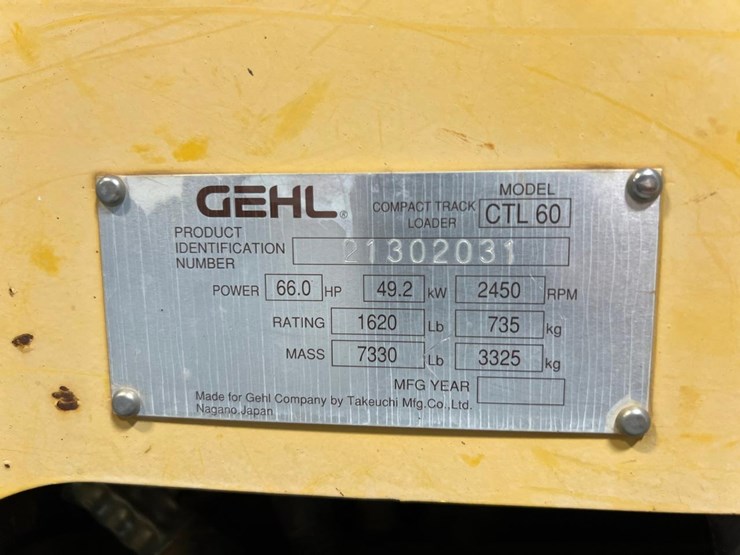 GEHL®
COMPACT TRACK LOADER MODEL CTL 60
PRODUCT IDENTIFICATION NUMBER 21302031
POWER 66.0 HP 49.2 kW 2450 RPM
RATING 1620 Lb 735 kg
MASS 7330 Lb 3325 kg
MFG YEAR
Made for Gehl Company by Takeuchi Mfg.Co.,Ltd.
Nagano,Japan